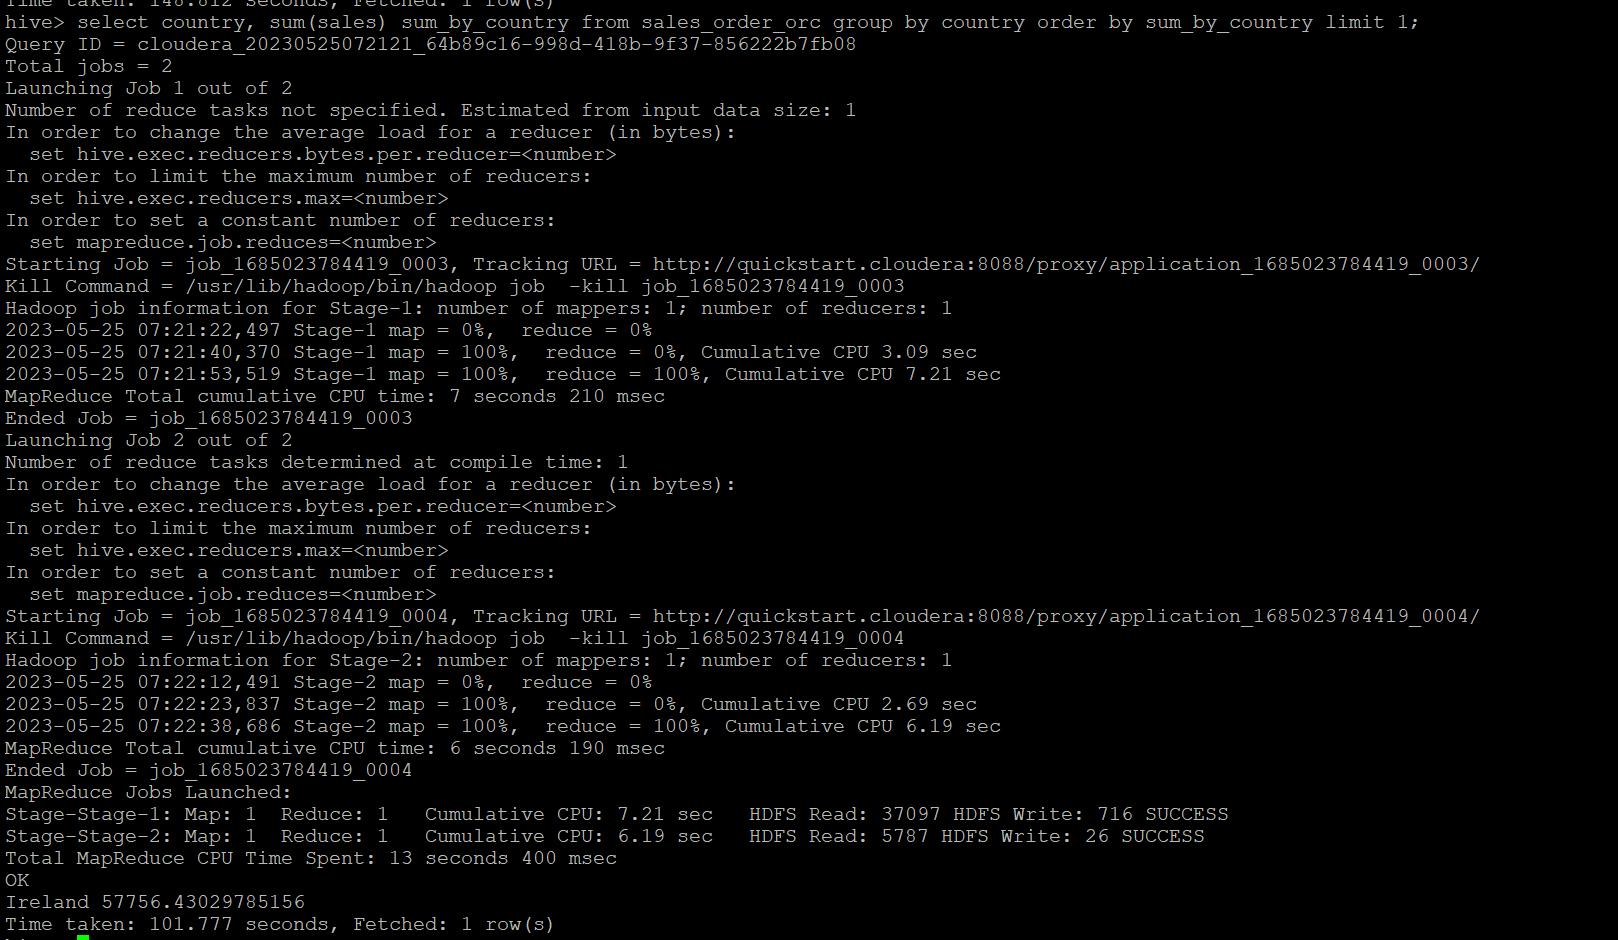 Time taken: 148.812 seconds, Fetched: 1 row(s)
hive> select country, sum(sales) sum_by_country from sales_order_orc group by country order by sum_by_country limit 1;
Query ID = cloudera_20230525072121_64b89c16-998d-418b-9f37-856222b7fb08
Total jobs = 2
Launching Job 1 out of 2
Number of reduce tasks not specified. Estimated from input data size: 1
In order to change the average load for a reducer (in bytes):
  set hive.exec.reducers.bytes.per.reducer=<number>
In order to limit the maximum number of reducers:
  set hive.exec.reducers.max=<number>
In order to set a constant number of reducers:
  set mapreduce.job.reduces=<number>
Starting Job = job_1685023784419_0003, Tracking URL = http://quickstart.cloudera:8088/proxy/application_1685023784419_0003/
Kill Command = /usr/lib/hadoop/bin/hadoop job  -kill job_1685023784419_0003
Hadoop job information for Stage-1: number of mappers: 1; number of reducers: 1
2023-05-25 07:21:22,497 Stage-1 map = 0%,  reduce = 0%
2023-05-25 07:21:40,370 Stage-1 map = 100%,  reduce = 0%, Cumulative CPU 3.09 sec
2023-05-25 07:21:53,519 Stage-1 map = 100%,  reduce = 100%, Cumulative CPU 7.21 sec
MapReduce Total cumulative CPU time: 7 seconds 210 msec
Ended Job = job_1685023784419_0003
Launching Job 2 out of 2
Number of reduce tasks determined at compile time: 1
In order to change the average load for a reducer (in bytes):
  set hive.exec.reducers.bytes.per.reducer=<number>
In order to limit the maximum number of reducers:
  set hive.exec.reducers.max=<number>
In order to set a constant number of reducers:
  set mapreduce.job.reduces=<number>
Starting Job = job_1685023784419_0004, Tracking URL = http://quickstart.cloudera:8088/proxy/application_1685023784419_0004/
Kill Command = /usr/lib/hadoop/bin/hadoop job  -kill job_1685023784419_0004
Hadoop job information for Stage-2: number of mappers: 1; number of reducers: 1
2023-05-25 07:22:12,491 Stage-2 map = 0%,  reduce = 0%
2023-05-25 07:22:23,837 Stage-2 map = 100%,  reduce = 0%, Cumulative CPU 2.69 sec
2023-05-25 07:22:38,686 Stage-2 map = 100%,  reduce = 100%, Cumulative CPU 6.19 sec
MapReduce Total cumulative CPU time: 6 seconds 190 msec
Ended Job = job_1685023784419_0004
MapReduce Jobs Launched:
Stage-Stage-1: Map: 1  Reduce: 1   Cumulative CPU: 7.21 sec   HDFS Read: 37097 HDFS Write: 716 SUCCESS
Stage-Stage-2: Map: 1  Reduce: 1   Cumulative CPU: 6.19 sec   HDFS Read: 5787 HDFS Write: 26 SUCCESS
Total MapReduce CPU Time Spent: 13 seconds 400 msec
OK
Ireland 57756.43029785156
Time taken: 101.777 seconds, Fetched: 1 row(s)